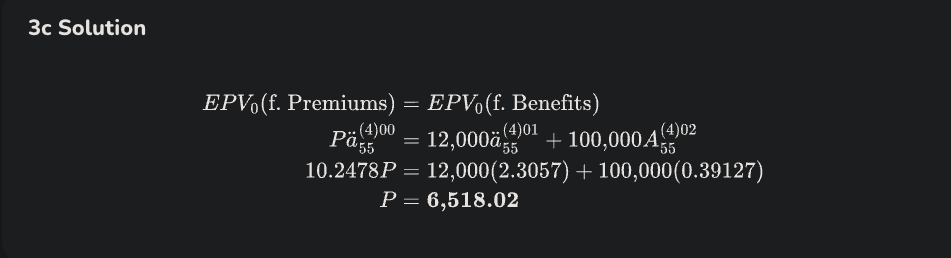 3c Solution
EPV₀(f. Premiums) = EPV₀(f. Benefits)
Pä₅₅⁽⁴⁾⁰⁰ = 12,000ä₅₅⁽⁴⁾⁰¹ + 100,000A₅₅⁽⁴⁾⁰²
10.2478P = 12,000(2.3057) + 100,000(0.39127)
P = 6,518.02